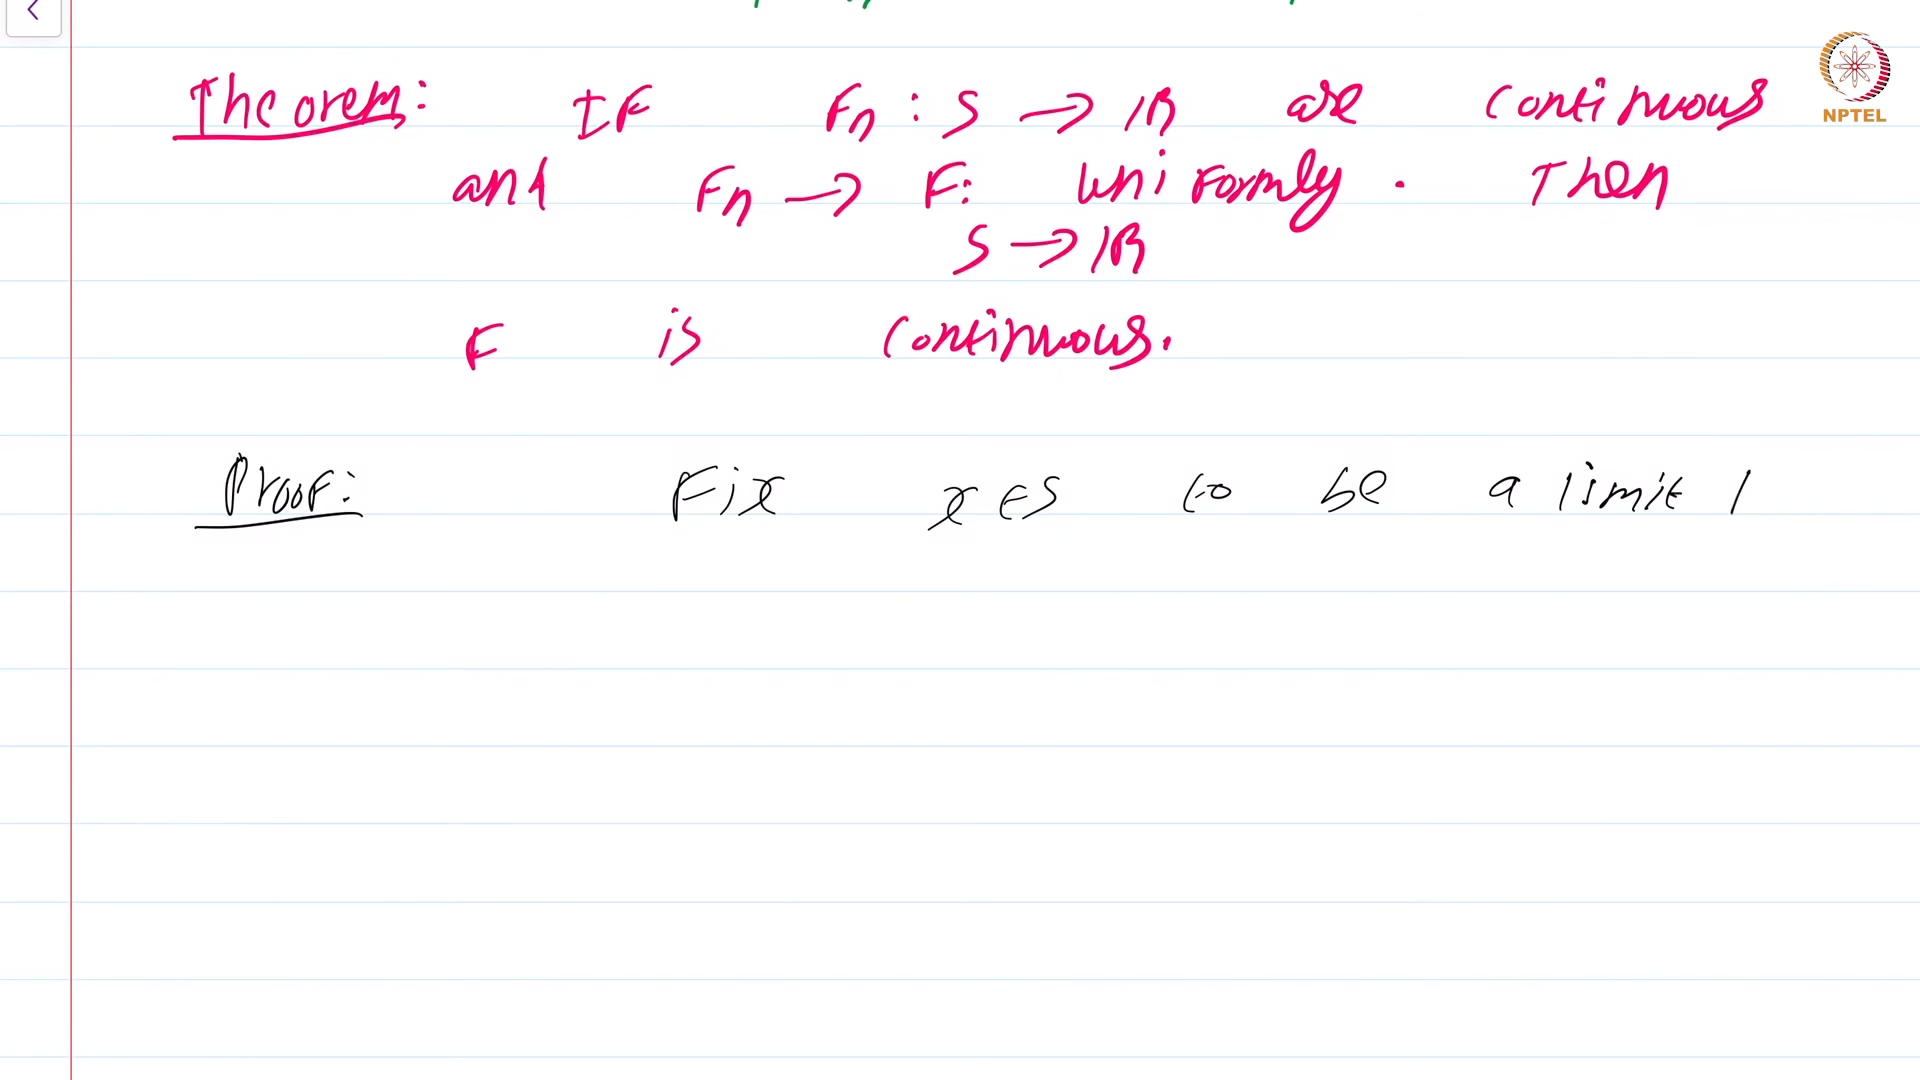 Theorem: IF Fn : S → ℝ are continuous
NPTEL
and Fn → F: uniformly. Then
S → ℝ
F is continuous.
Proof: Fix x ∈ S to be a limit